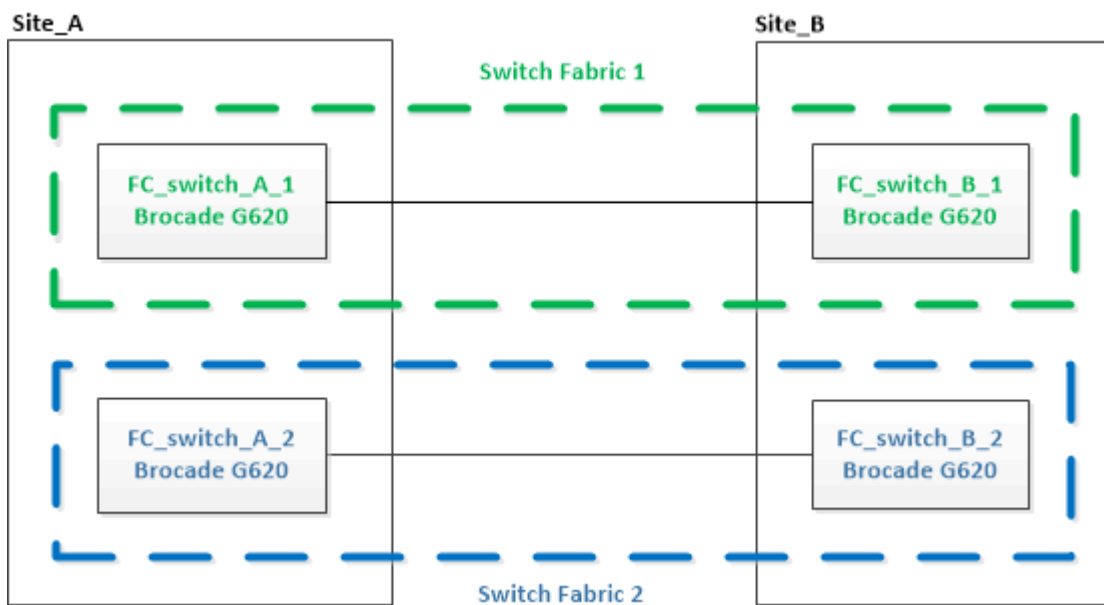 Site_A
Site_B
Switch Fabric 1
FC_switch_A_1
Brocade G620
FC_switch_B_1
Brocade G620
FC_switch_A_2
Brocade G620
FC_switch_B_2
Brocade G620
Switch Fabric 2